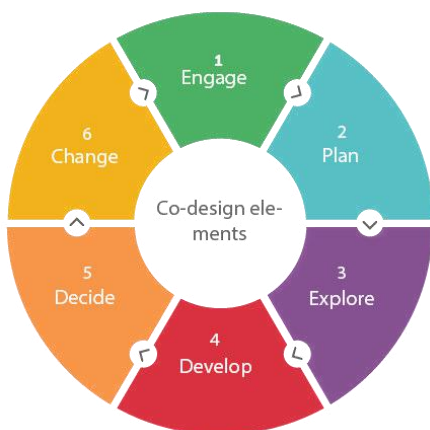 1
Engage
2
Plan
3
Explore
4
Develop
5
Decide
6
Change
Co-design ele-
ments